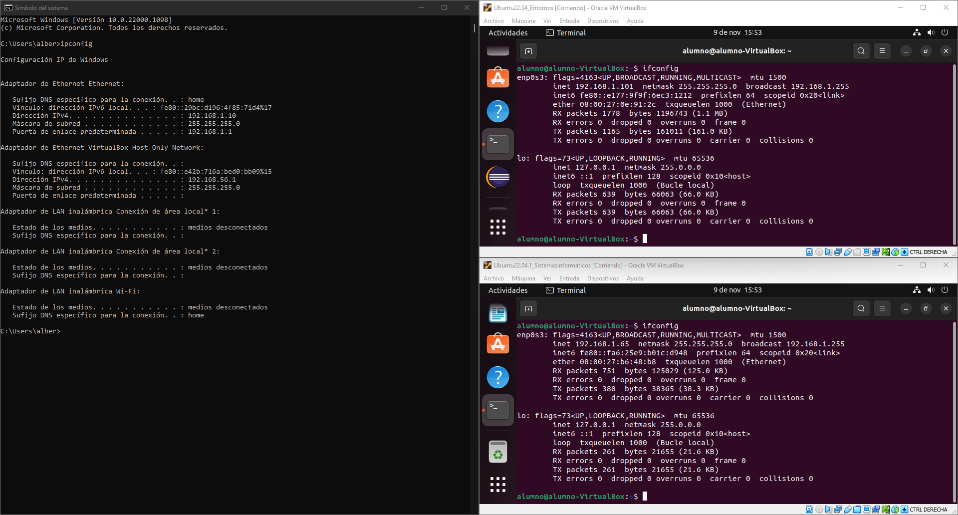 Símbolo del sistema
Microsoft Windows [Versión 10.0.22000.1098]
(c) Microsoft Corporation. Todos los derechos reservados.
C:\Users\alber>ipconfig
Configuración IP de Windows
Adaptador de Ethernet Ethernet:
Sufijo DNS específico para la conexión. . : home
Vínculo: dirección IPv6 local. . . : fe80::29bc:d196:4f85:71d4%17
Dirección IPv4. . . . . . . . . . . . . . : 192.168.1.10
Máscara de subred . . . . . . . . . . . . : 255.255.255.0
Puerta de enlace predeterminada . . . . . : 192.168.1.1
Adaptador de Ethernet VirtualBox Host-Only Network:
Sufijo DNS específico para la conexión. . :
Vínculo: dirección IPv6 local. . . : fe80::e42b:716a:bed0:bb09%15
Dirección IPv4. . . . . . . . . . . . . . : 192.168.56.1
Máscara de subred . . . . . . . . . . . . : 255.255.255.0
Puerta de enlace predeterminada . . . . . :
Adaptador de LAN inalámbrica Conexión de área local* 1:
Estado de los medios. . . . . . . . . . . : medios desconectados
Sufijo DNS específico para la conexión. . :
Adaptador de LAN inalámbrica Conexión de área local* 2:
Estado de los medios. . . . . . . . . . . : medios desconectados
Sufijo DNS específico para la conexión. . :
Adaptador de LAN inalámbrica Wi-Fi:
Estado de los medios. . . . . . . . . . . : medios desconectados
Sufijo DNS específico para la conexión. . : home
C:\Users\alber>
Ubuntu22.04_Entornos [Corriendo] - Oracle VM VirtualBox
Archivo Máquina Ver Entrada Dispositivos Ayuda
Actividades Terminal 9 de nov 15:53
alumno@alumno-VirtualBox: ~
alumno@alumno-VirtualBox:~$ ifconfig
enp0s3: flags=4163<UP,BROADCAST,RUNNING,MULTICAST> mtu 1500
inet 192.168.1.101 netmask 255.255.255.0 broadcast 192.168.1.255
inet6 fe80::e177:9f9f:6ec3:1212 prefixlen 64 scopeid 0x20<link>
ether 08:00:27:0e:91:2c txqueuelen 1000 (Ethernet)
RX packets 1778 bytes 1196743 (1.1 MB)
RX errors 0 dropped 0 overruns 0 frame 0
TX packets 1165 bytes 161011 (161.0 KB)
TX errors 0 dropped 0 overruns 0 carrier 0 collisions 0
lo: flags=73<UP,LOOPBACK,RUNNING> mtu 65536
inet 127.0.0.1 netmask 255.0.0.0
inet6 ::1 prefixlen 128 scopeid 0x10<host>
loop txqueuelen 1000 (Bucle local)
RX packets 639 bytes 66063 (66.0 KB)
RX errors 0 dropped 0 overruns 0 frame 0
TX packets 639 bytes 66063 (66.0 KB)
TX errors 0 dropped 0 overruns 0 carrier 0 collisions 0
alumno@alumno-VirtualBox:~$
CTRL DERECHA
Ubuntu22.04.1_SistemasInformaticos [Corriendo] - Oracle VM VirtualBox
Archivo Máquina Ver Entrada Dispositivos Ayuda
Actividades Terminal 9 de nov 15:53
alumno@alumno-VirtualBox: ~
alumno@alumno-VirtualBox:~$ ifconfig
enp0s3: flags=4163<UP,BROADCAST,RUNNING,MULTICAST> mtu 1500
inet 192.168.1.65 netmask 255.255.255.0 broadcast 192.168.1.255
inet6 fe80::fa6:25e9:b01c:d948 prefixlen 64 scopeid 0x20<link>
ether 08:00:27:b6:48:b8 txqueuelen 1000 (Ethernet)
RX packets 751 bytes 125029 (125.0 KB)
RX errors 0 dropped 0 overruns 0 frame 0
TX packets 380 bytes 38365 (38.3 KB)
TX errors 0 dropped 0 overruns 0 carrier 0 collisions 0
lo: flags=73<UP,LOOPBACK,RUNNING> mtu 65536
inet 127.0.0.1 netmask 255.0.0.0
inet6 ::1 prefixlen 128 scopeid 0x10<host>
loop txqueuelen 1000 (Bucle local)
RX packets 261 bytes 21655 (21.6 KB)
RX errors 0 dropped 0 overruns 0 frame 0
TX packets 261 bytes 21655 (21.6 KB)
TX errors 0 dropped 0 overruns 0 carrier 0 collisions 0
alumno@alumno-VirtualBox:~$
CTRL DERECHA